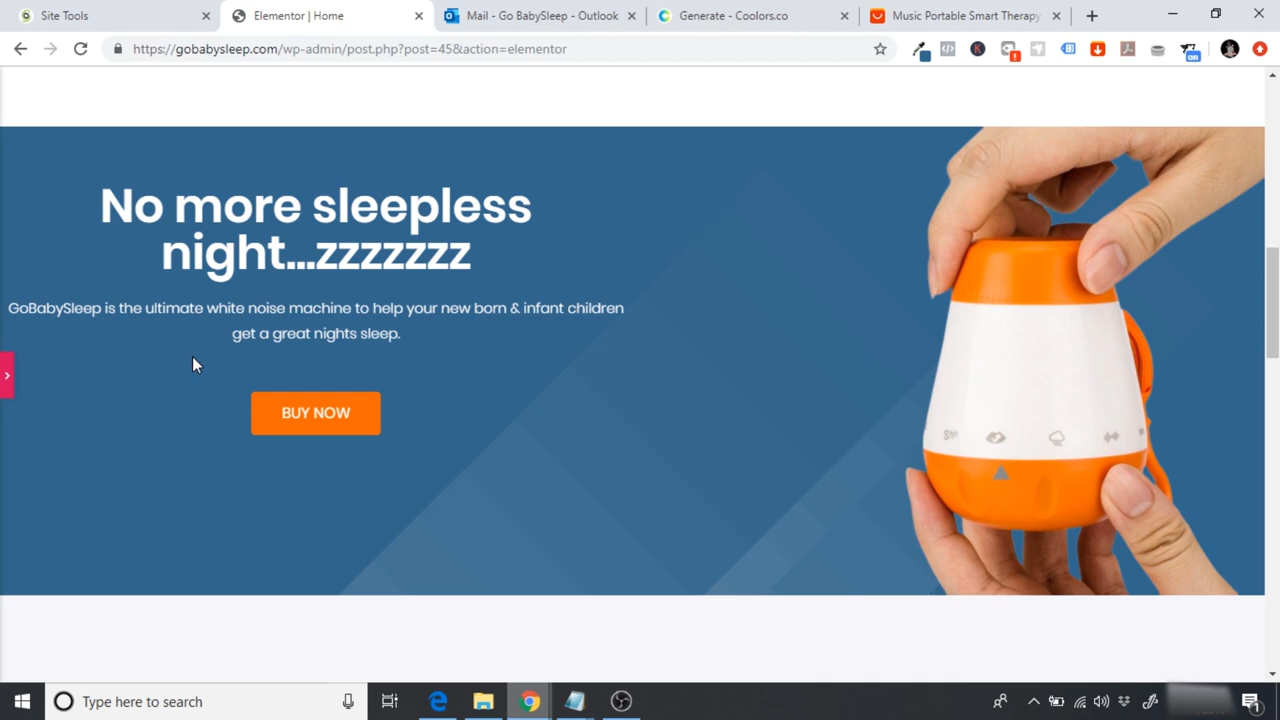 Site Tools
Elementor | Home
Mail - Go BabySleep - Outlook
Generate - Coolors.co
Music Portable Smart Therapy
https://gobabysleep.com/wp-admin/post.php?post=45&action=elementor
on
No more sleepless
night...zzzzzzz
GoBabySleep is the ultimate white noise machine to help your new born & infant children
get a great nights sleep.
BUY NOW
Type here to search
1